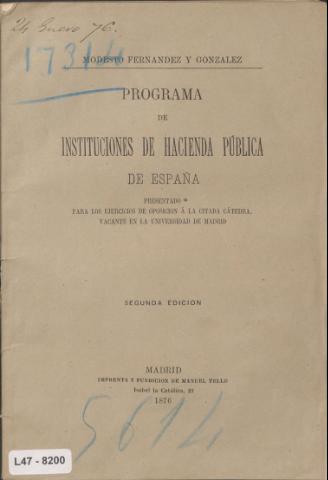 24 Enero 76.
17314
MODESTO FERNANDEZ Y GONZALEZ
PROGRAMA
DE
INSTITUCIONES DE HACIENDA PÚBLICA
DE ESPAÑA
PRESENTADO
PARA LOS EJERCICIOS DE OPOSICION Á LA CITADA CÁTEDRA,
VACANTE EN LA UNIVERSIDAD DE MADRID
SEGUNDA EDICION
MADRID
IMPRENTA Y FUNDICION DE MANUEL TELLO
Isabel la Católica, 23
1876
5614
L47 - 8200